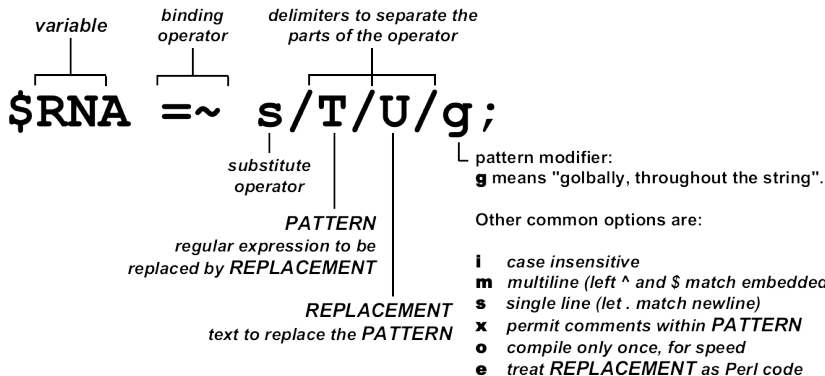 variable
binding
operator
delimiters to separate the
parts of the operator
$RNA =~ s/T/U/g;
substitute
operator
pattern modifier:
g means "golbally, throughout the string".
PATTERN
regular expression to be
replaced by REPLACEMENT
Other common options are:
REPLACEMENT
text to replace the PATTERN
i case insensitive
m multiline (left ^ and $ match embedded
s single line (let . match newline)
x permit comments within PATTERN
o compile only once, for speed
e treat REPLACEMENT as Perl code